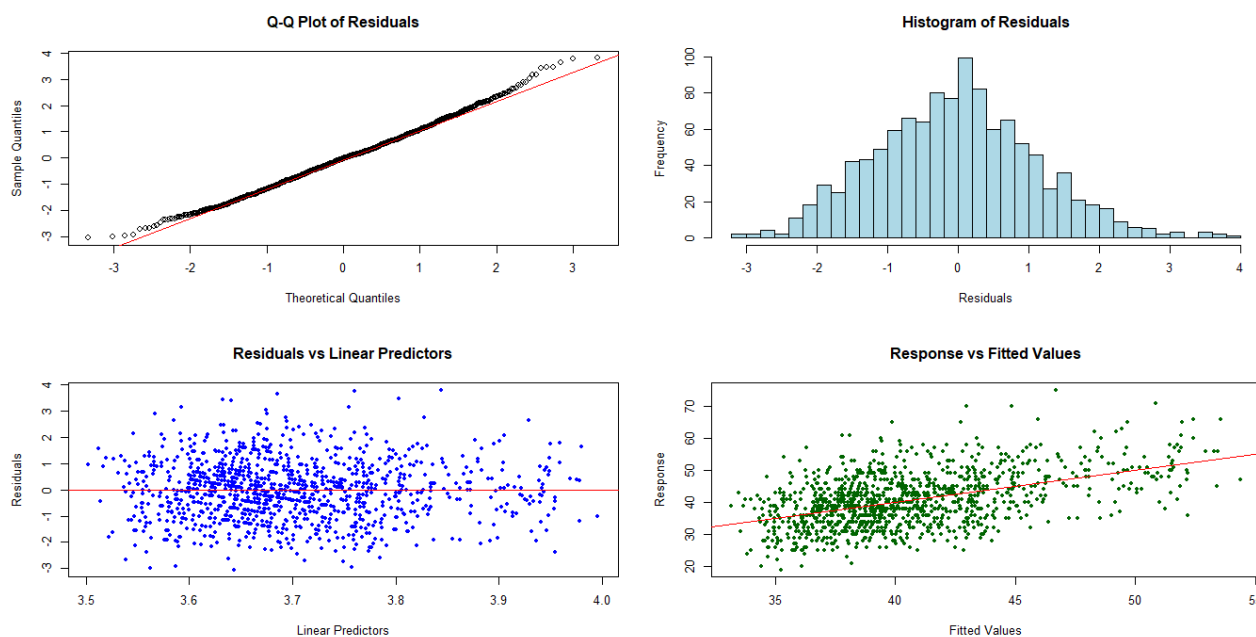 Q-Q Plot of Residuals
Sample Quantiles
4
3
2
1
0
-1
-2
-3
-3 -2 -1 0 1 2 3
Theoretical Quantiles
Histogram of Residuals
Frequency
100
80
60
40
20
0
-3 -2 -1 0 1 2 3 4
Residuals
Residuals vs Linear Predictors
Residuals
4
3
2
1
0
-1
-2
-3
3.5 3.6 3.7 3.8 3.9 4.0
Linear Predictors
Response vs Fitted Values
Response
70
60
50
40
30
20
35 40 45 50
Fitted Values